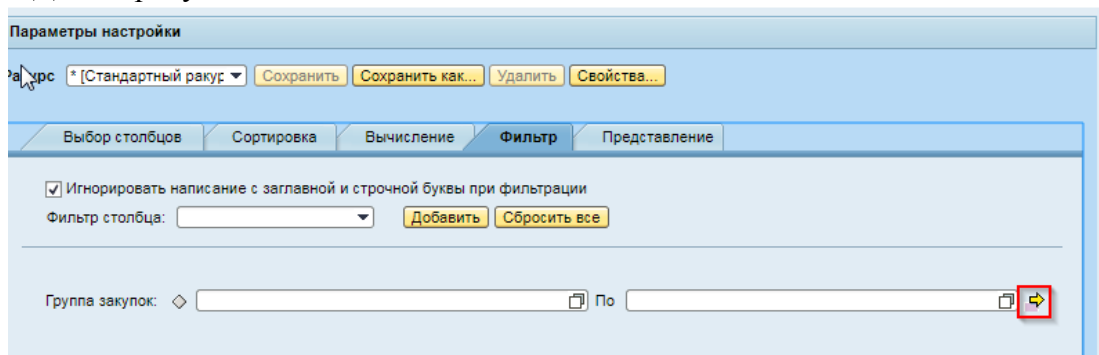 Параметры настройки
Ракурс * [Стандартный ракур Сохранить Сохранить как... Удалить Свойства...
Выбор столбцов Сортировка Вычисление Фильтр Представление
Игнорировать написание с заглавной и строчной буквы при фильтрации
Фильтр столбца: Добавить Сбросить все
Группа закупок: По